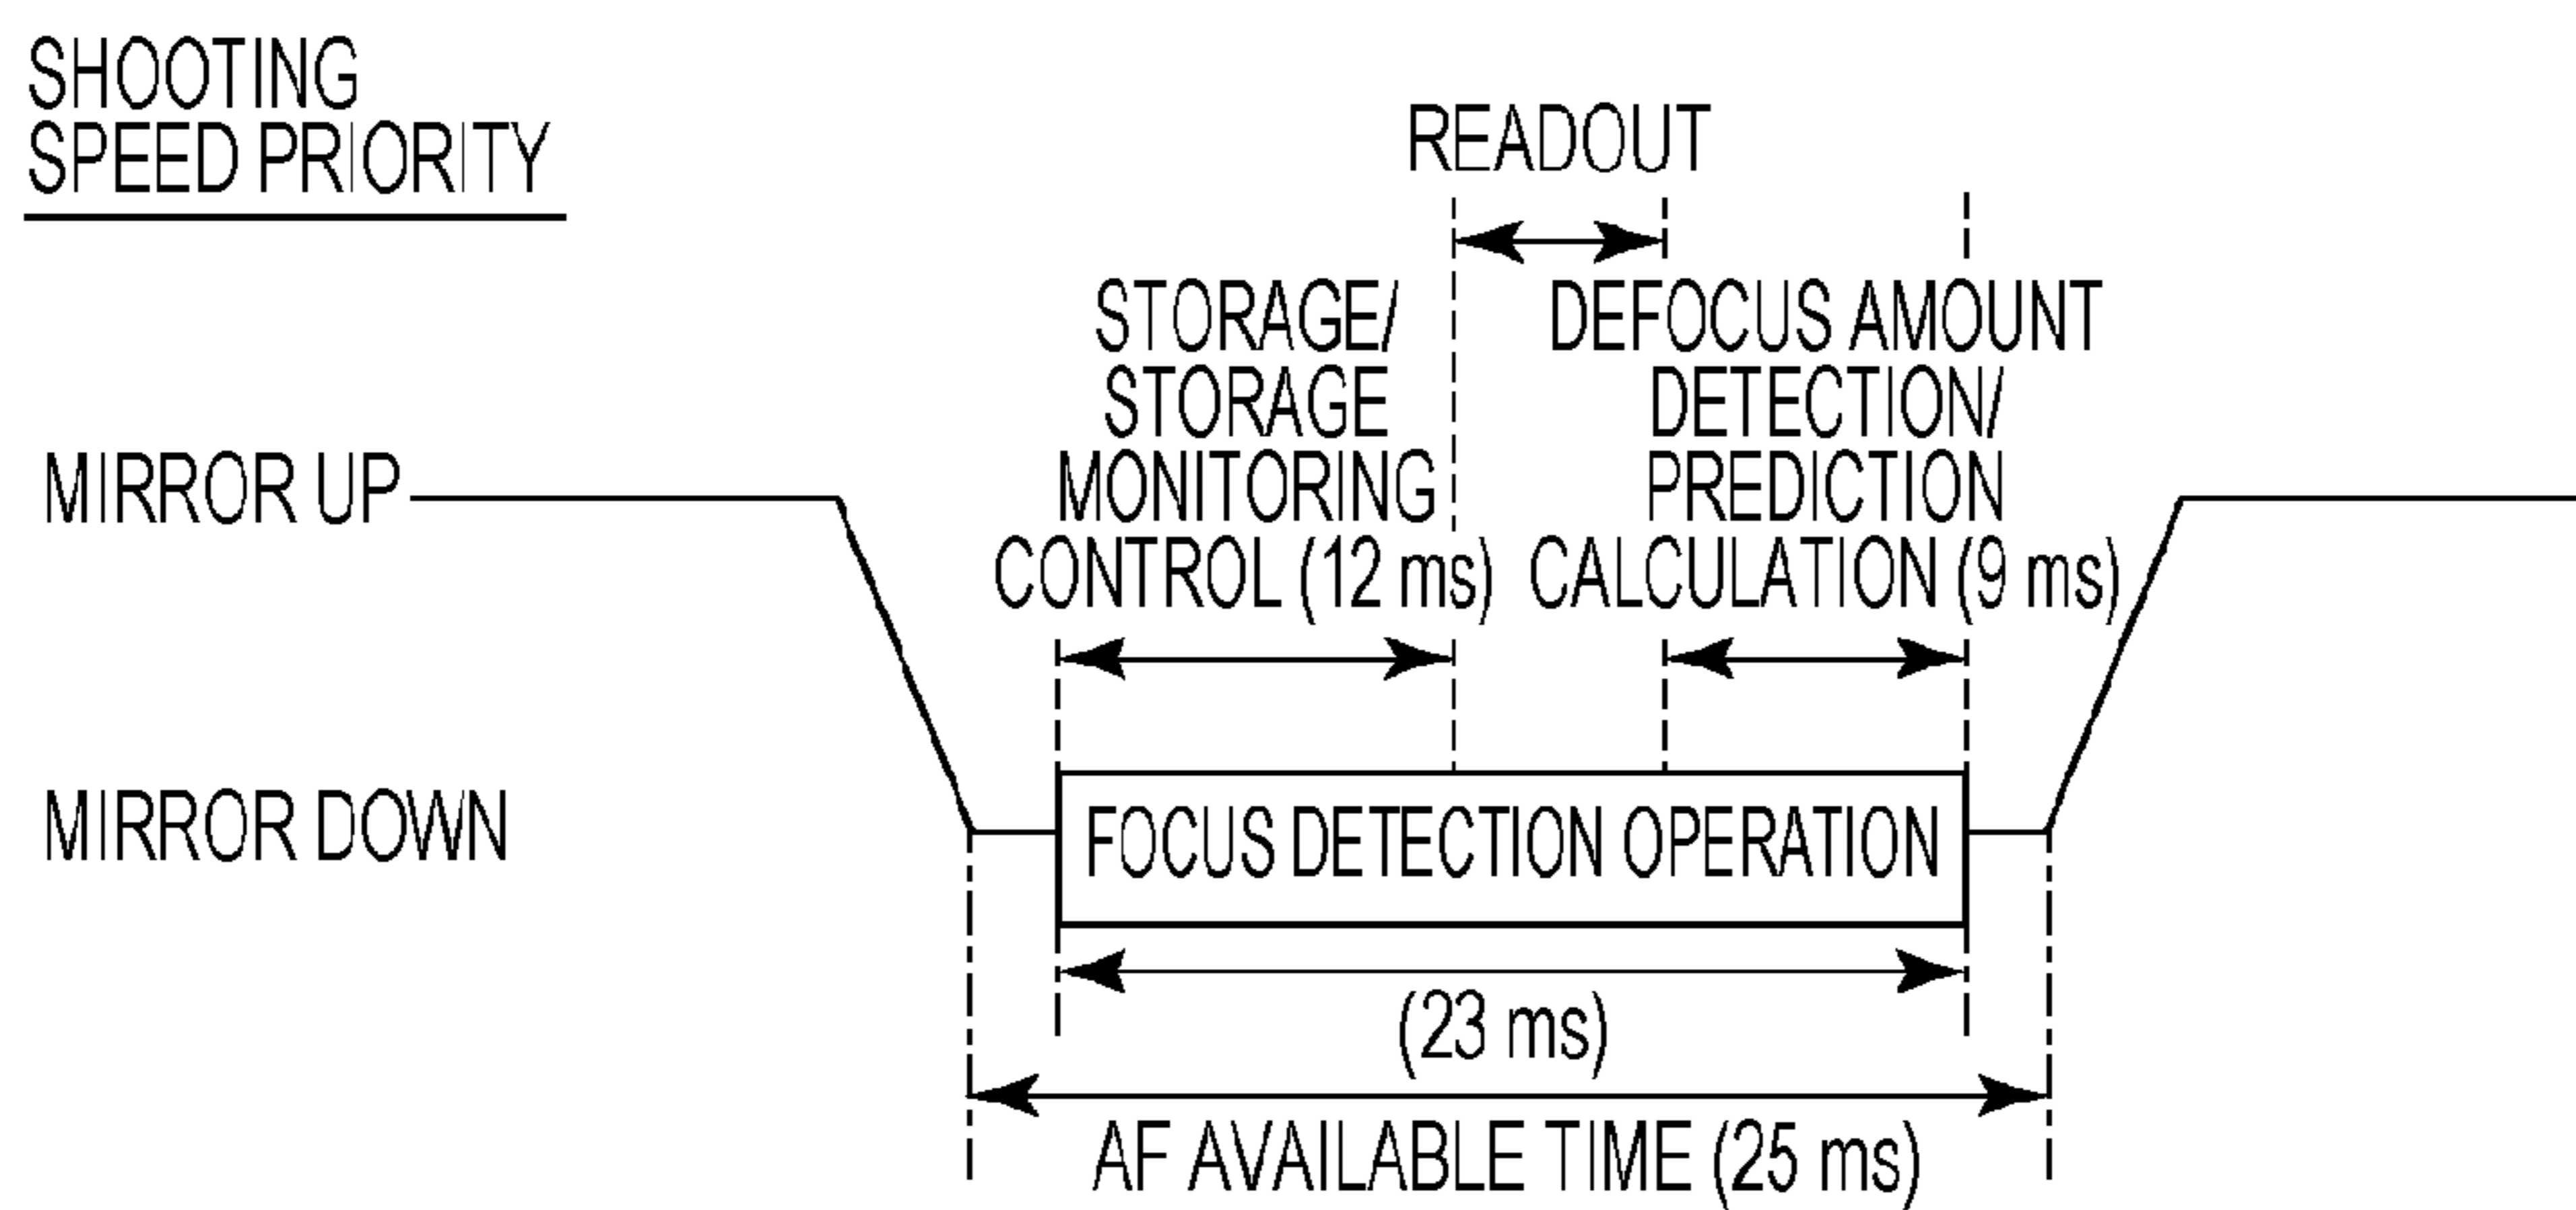 SHOOTING
SPEED PRIORITY
READOUT
STORAGE/
STORAGE
MONITORING
CONTROL (12 ms)
DEFOCUS AMOUNT
DETECTION/
PREDICTION
CALCULATION (9 ms)
MIRROR UP
MIRROR DOWN
FOCUS DETECTION OPERATION
(23 ms)
AF AVAILABLE TIME (25 ms)